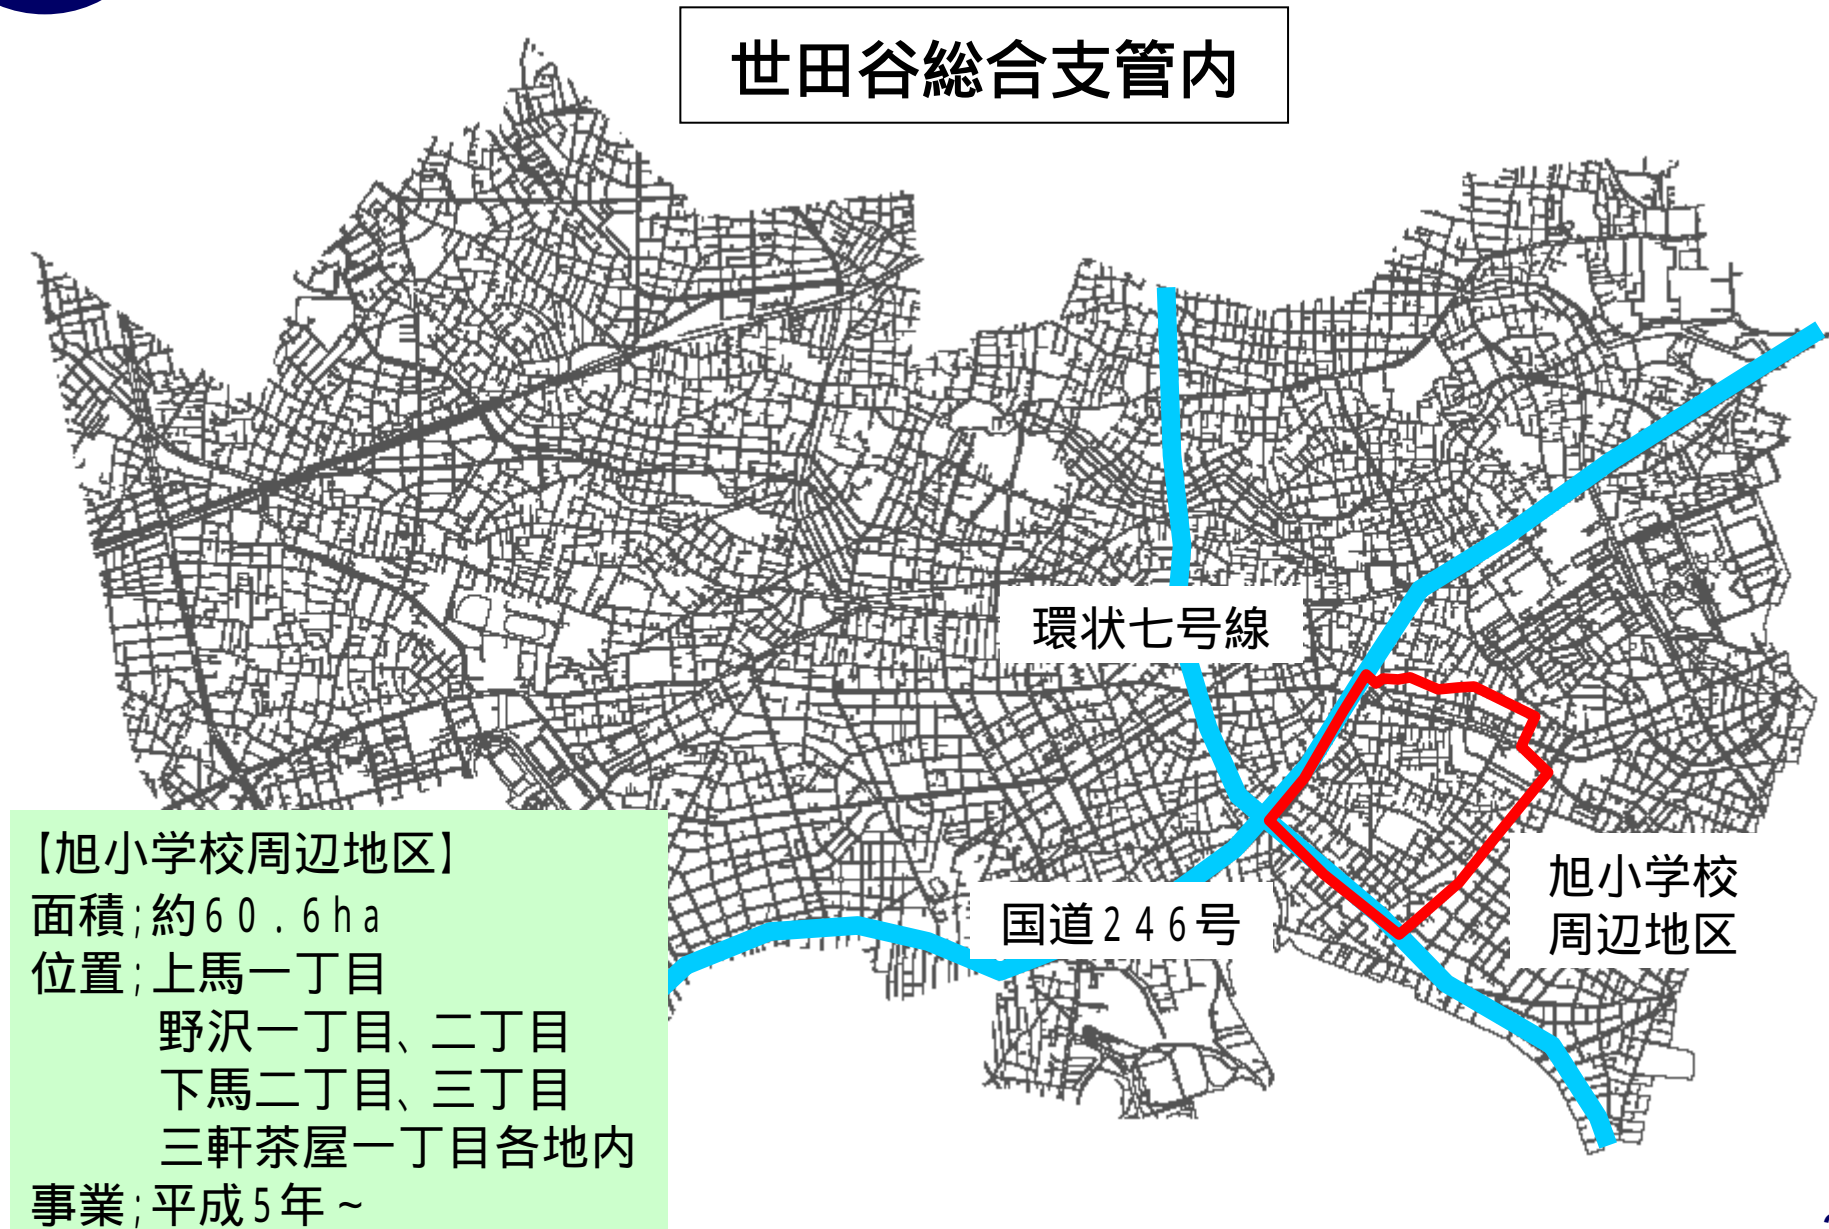 世田谷総合支管内
環状七号線
国道246号
旭小学校
周辺地区
【旭小学校周辺地区】
面積;約60.6ha
位置;上馬一丁目
野沢一丁目、二丁目
下馬二丁目、三丁目
三軒茶屋一丁目各地内
事業;平成5年~